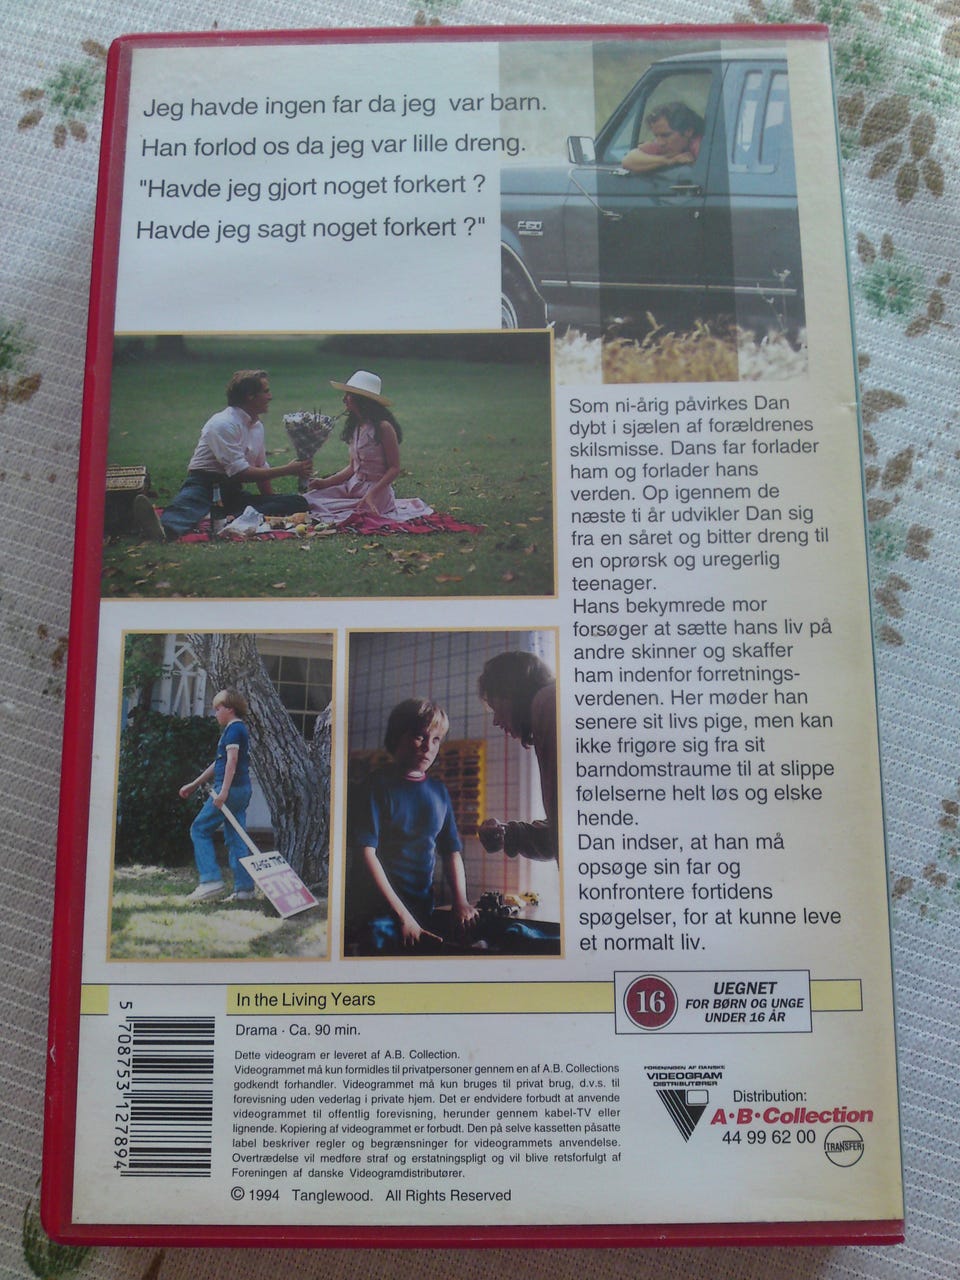 Jeg havde ingen far da jeg var barn.
Han forlod os da jeg var lille dreng.
"Havde jeg gjort noget forkert ?
Havde jeg sagt noget forkert ?"
Som ni-årig påvirkes Dan
dybt i sjælen af forældrenes
skilsmisse. Dans far forlader
ham og forlader hans
verden. Op igennem de
næste ti år udvikler Dan sig
fra en såret og bitter dreng til
en oprørsk og uregerlig
teenager.
Hans bekymrede mor
forsøger at sætte hans liv på
andre skinner og skaffer
ham indenfor forretnings-
verdenen. Her møder han
senere sit livs pige, men kan
ikke frigøre sig fra sit
barndomstraume til at slippe
følelserne helt løs og elske
hende.
Dan indser, at han må
opsøge sin far og
konfrontere fortidens
spøgelser, for at kunne leve
et normalt liv.
SALE
In the Living Years
16
UEGNET
FOR BØRN OG UNGE
UNDER 16 ÅR
Drama · Ca. 90 min.
Dette videogram er leveret af A.B. Collection.
Videogrammet må kun formidles til privatpersoner gennem en af A.B. Collections
godkendt forhandler. Videogrammet må kun bruges til privat brug, d.v.s. til
forevisning uden vederlag i private hjem. Det er endvidere forbudt at anvende
videogrammet til offentlig forevisning, herunder gennem kabel-TV eller
lignende. Kopiering af videogrammet er forbudt. Den på selve kassetten påsatte
label beskriver regler og begrænsninger for videogrammets anvendelse.
Overtrædelse vil medføre straf og erstatningspligt og vil blive retsforfulgt af
Foreningen af danske Videogramdistributører.
© 1994 Tanglewood. All Rights Reserved
5 708753 127894
FORENINGEN AF DANSKE
VIDEOGRAM
DISTRIBUTØRER
Distribution:
A·B·Collection
44 99 62 00
TRANSFER